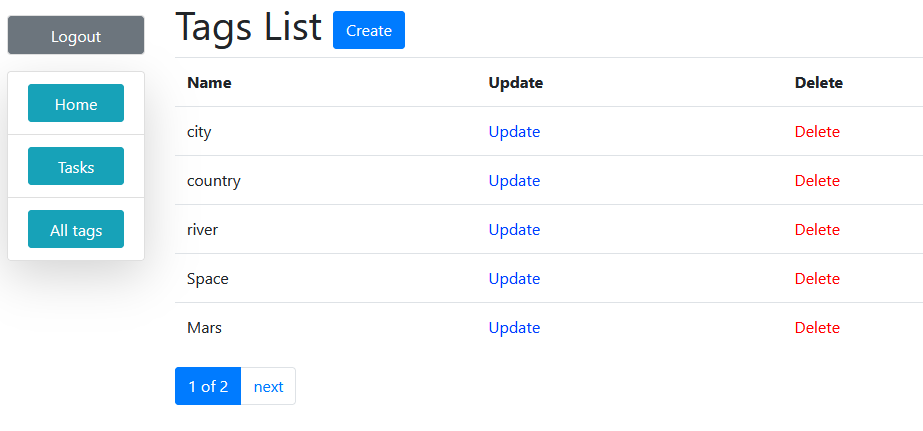 Logout
Home
Tasks
All tags
Tags List Create
Name Update Delete
city Update Delete
country Update Delete
river Update Delete
Space Update Delete
Mars Update Delete
1 of 2 next